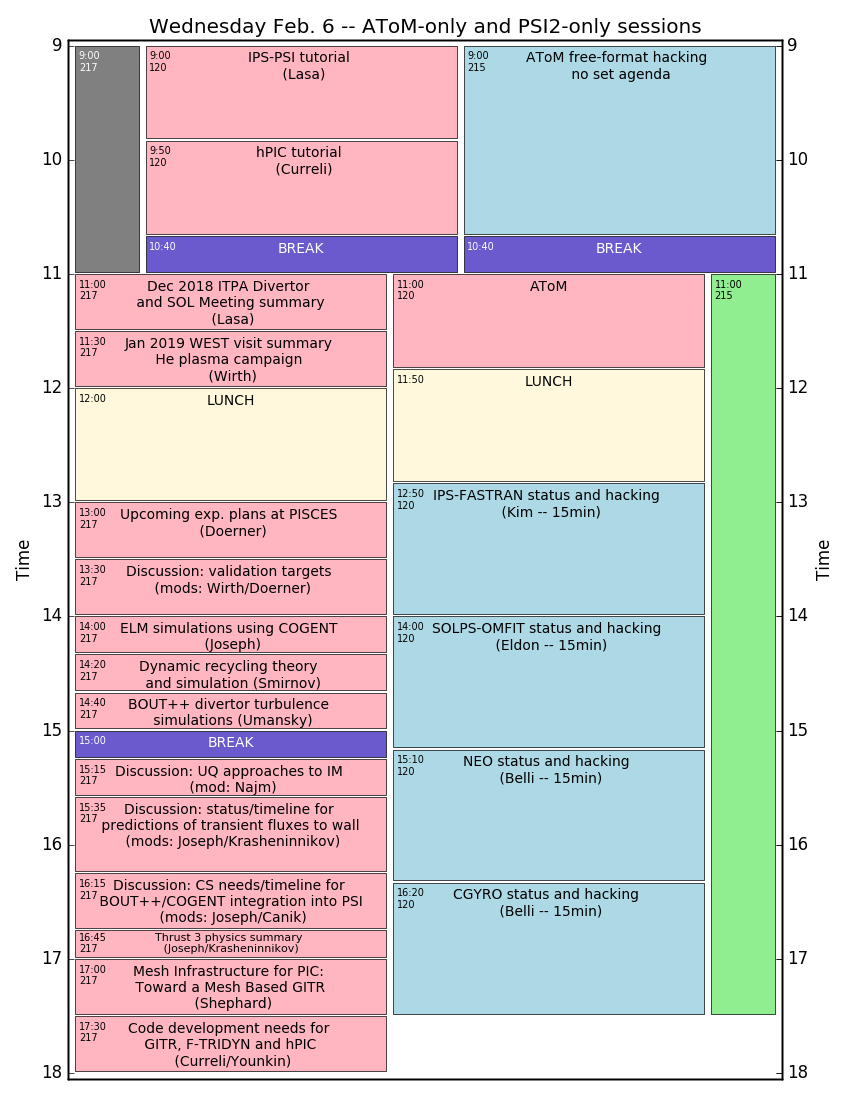 Wednesday Feb. 6 -- AToM-only and PSI2-only sessions
9
9
9:00
217
9:00
120
IPS-PSI tutorial
(Lasa)
9:00
215
AToM free-format hacking
no set agenda
9:50
120
hPIC tutorial
(Curreli)
10
10
10:40
BREAK
10:40
BREAK
11
11
11:00
217
Dec 2018 ITPA Divertor
and SOL Meeting summary
(Lasa)
11:00
120
AToM
11:00
215
11:30
217
Jan 2019 WEST visit summary
He plasma campaign
(Wirth)
11:50
LUNCH
12
12
12:00
LUNCH
12:50
120
IPS-FASTRAN status and hacking
(Kim -- 15min)
13
13
13:00
217
Upcoming exp. plans at PISCES
(Doerner)
Time
Time
13:30
217
Discussion: validation targets
(mods: Wirth/Doerner)
14
14
14:00
217
ELM simulations using COGENT
(Joseph)
14:00
120
SOLPS-OMFIT status and hacking
(Eldon -- 15min)
14:20
217
Dynamic recycling theory
and simulation (Smirnov)
14:40
217
BOUT++ divertor turbulence
simulations (Umansky)
15
15
15:00
BREAK
15:10
120
NEO status and hacking
(Belli -- 15min)
15:15
217
Discussion: UQ approaches to IM
(mod: Najm)
15:35
217
Discussion: status/timeline for
predictions of transient fluxes to wall
(mods: Joseph/Krasheninnikov)
16
16
16:15
217
Discussion: CS needs/timeline for
BOUT++/COGENT integration into PSI
(mods: Joseph/Canik)
16:20
120
CGYRO status and hacking
(Belli -- 15min)
16:45
217
Thrust 3 physics summary
(Joseph/Krasheninnikov)
17
17
17:00
217
Mesh Infrastructure for PIC:
Toward a Mesh Based GITR
(Shephard)
17:30
217
Code development needs for
GITR, F-TRIDYN and hPIC
(Curreli/Younkin)
18
18